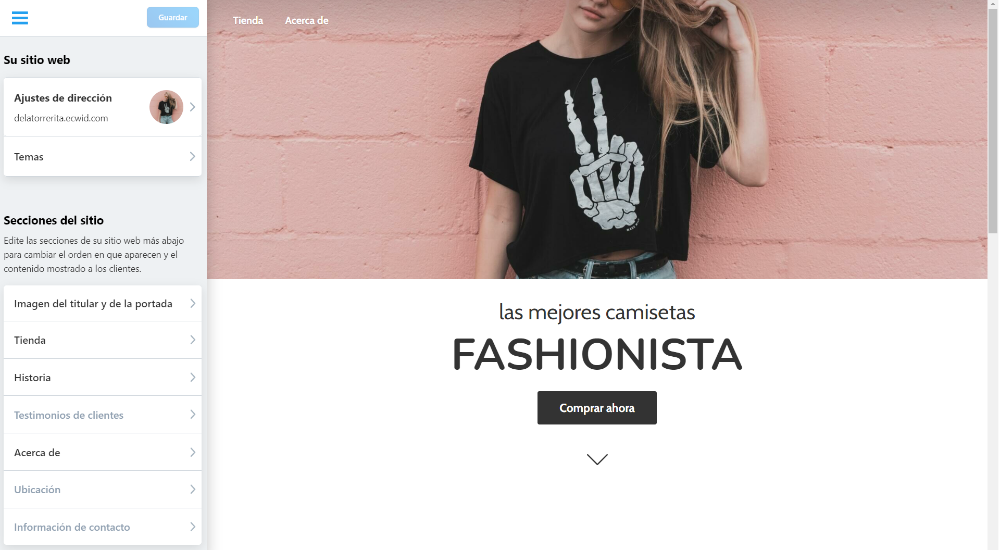 Guardar
Su sitio web
Ajustes de dirección
delatorrerita.ecwid.com
Temas
Secciones del sitio
Edite las secciones de su sitio web más abajo
para cambiar el orden en que aparecen y el
contenido mostrado a los clientes.
Imagen del titular y de la portada
Tienda
Historia
Testimonios de clientes
Acerca de
Ubicación
Información de contacto
Tienda Acerca de
MADE WILD
las mejores camisetas
FASHIONISTA
Comprar ahora